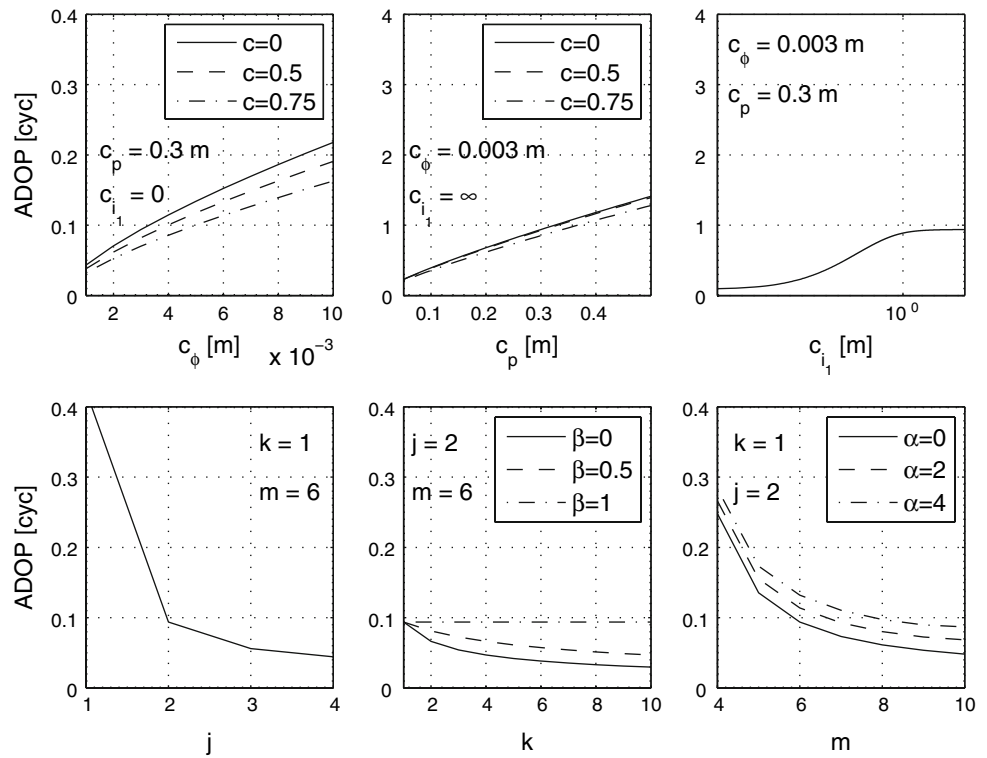 ADOP [cyc]
0.4
0.3
0.2
0.1
0
c=0
c=0.5
c=0.75
c_p = 0.3 m
c_i_1 = 0
2 4 6 8 10
c_ϕ [m]
x 10^-3
4
3
2
1
0
c=0
c=0.5
c=0.75
c_ϕ = 0.003 m
c_i_1 = ∞
0.1 0.2 0.3 0.4
c_p [m]
4
3
2
1
0
c_ϕ = 0.003 m
c_p = 0.3 m
10^0
c_i_1 [m]
ADOP [cyc]
0.4
0.3
0.2
0.1
0
k = 1
m = 6
1 2 3 4
j
0.4
0.3
0.2
0.1
0
j = 2
m = 6
β=0
β=0.5
β=1
2 4 6 8 10
k
0.4
0.3
0.2
0.1
0
k = 1
j = 2
α=0
α=2
α=4
4 5 6 7 8 9 10
m